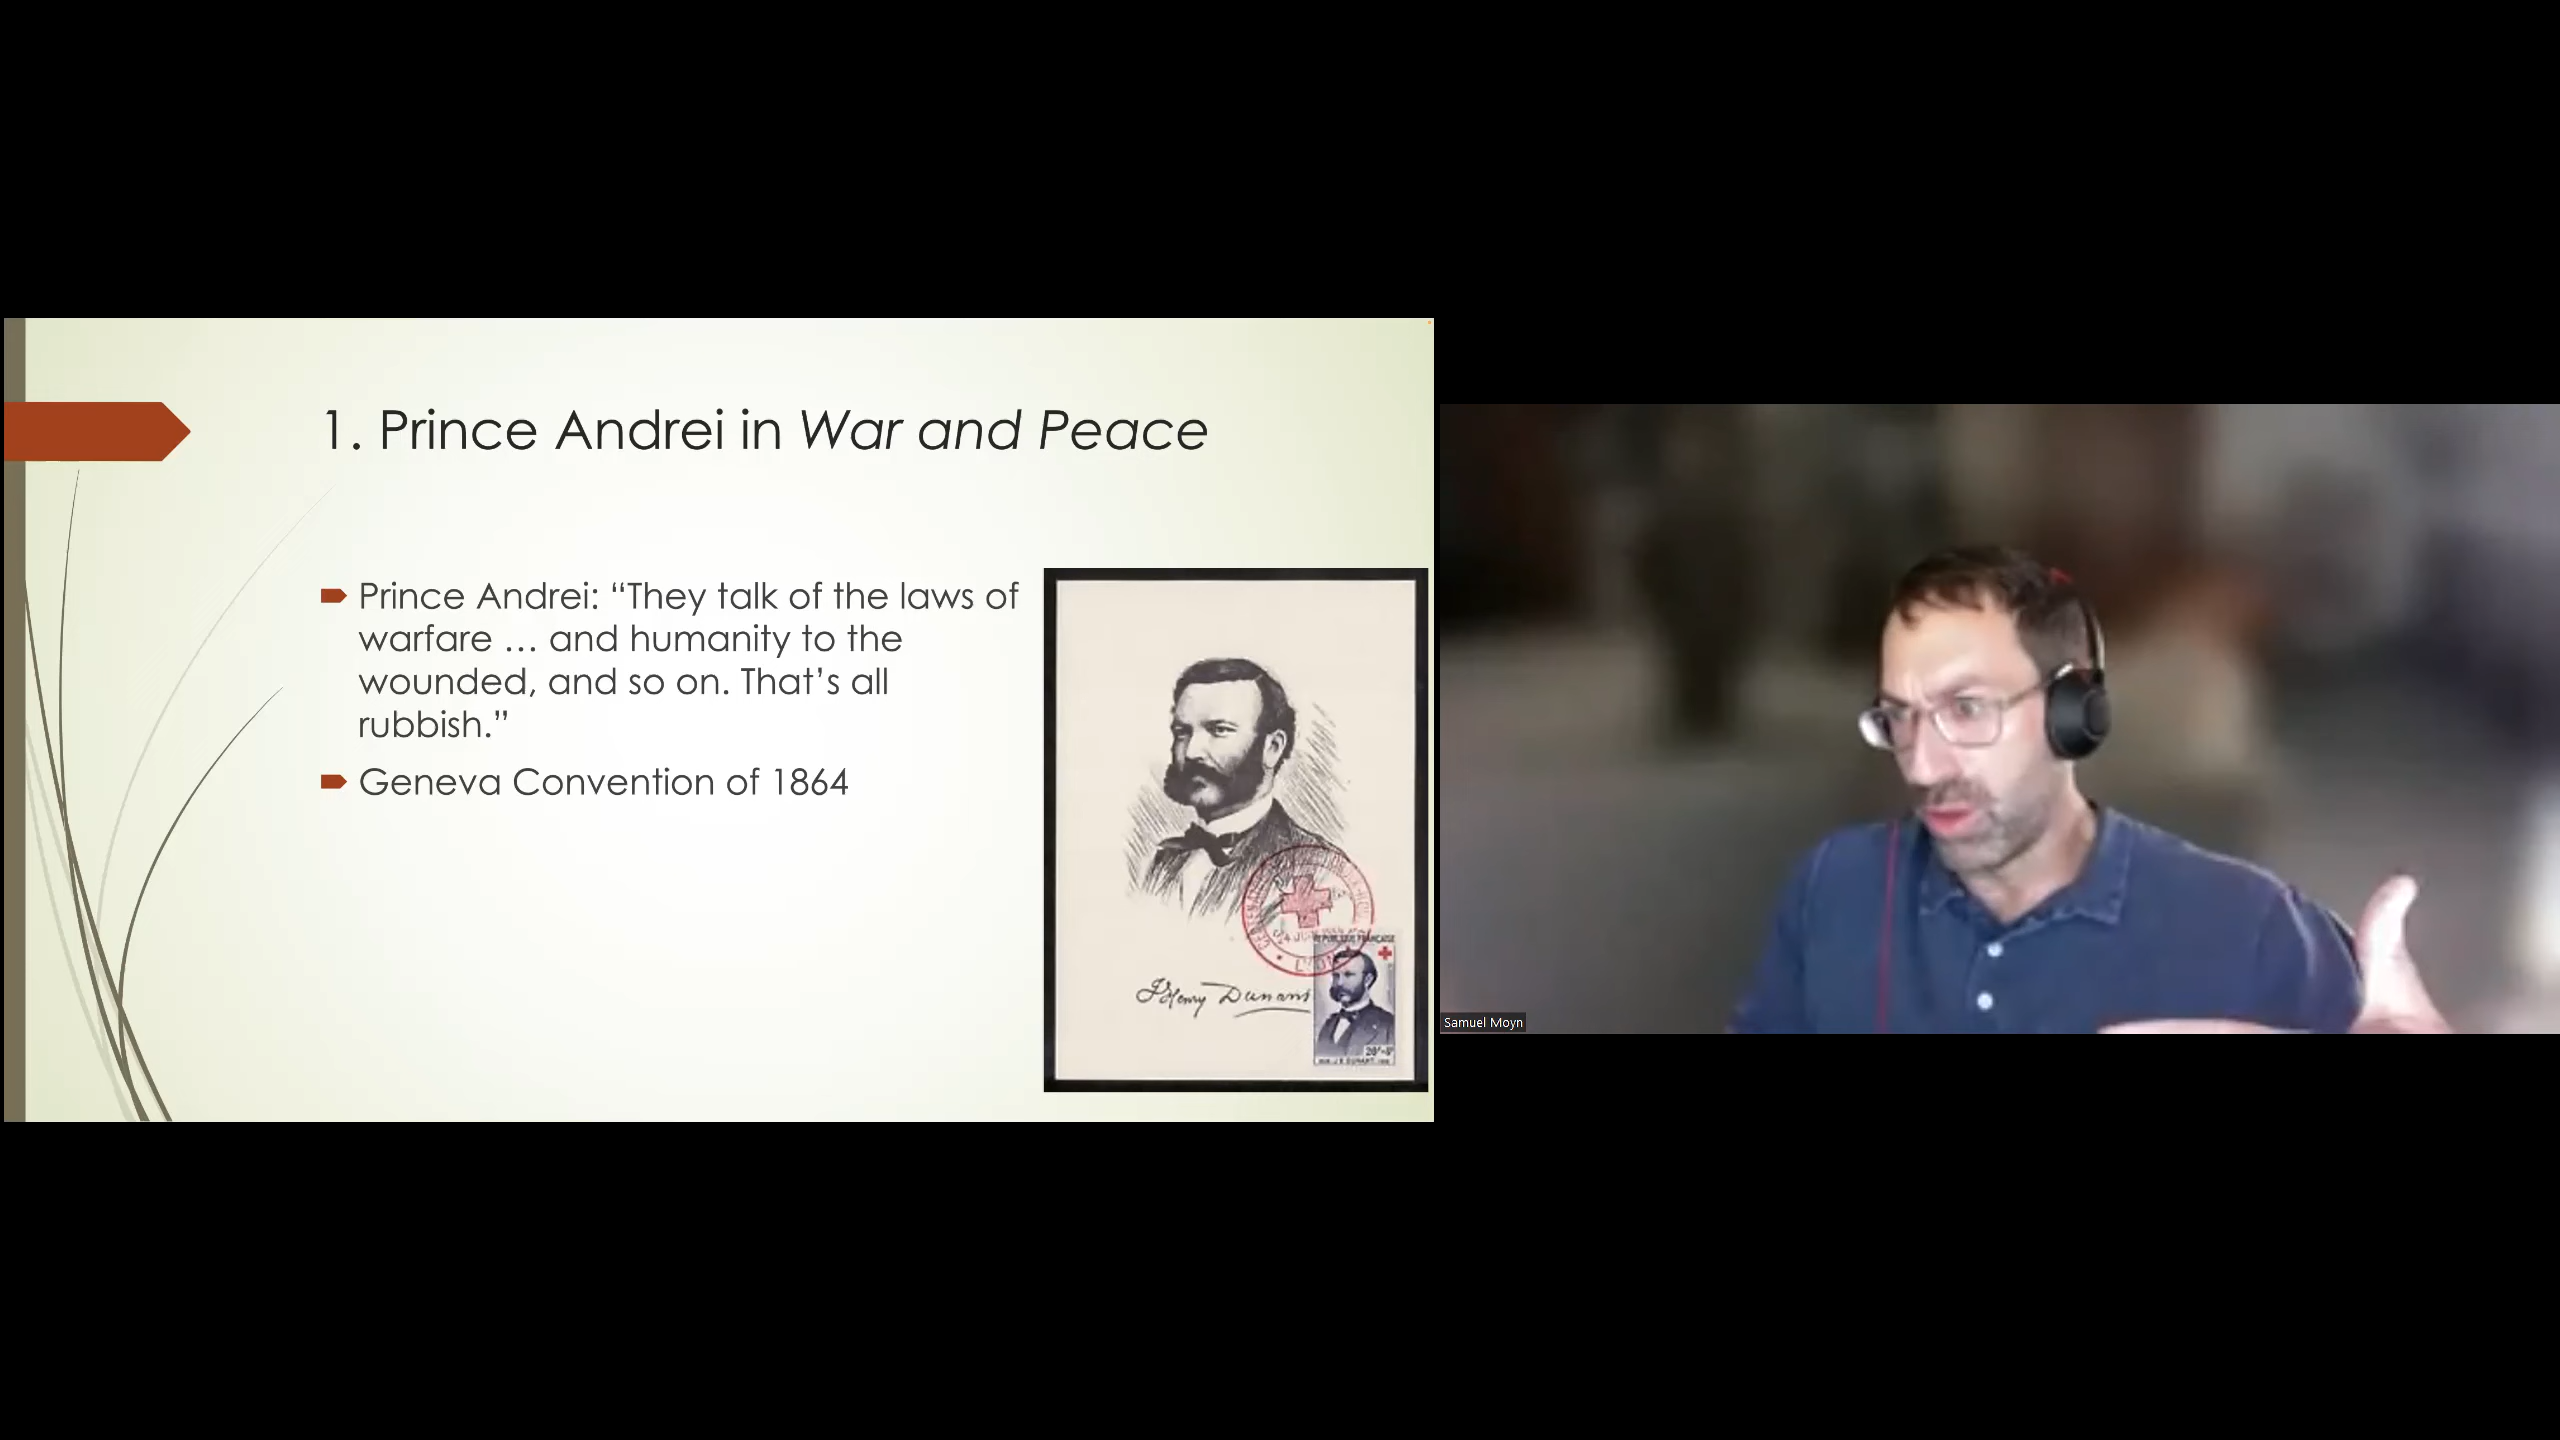 1. Prince Andrei in War and Peace
Prince Andrei: “They talk of the laws of
warfare … and humanity to the
wounded, and so on. That’s all
rubbish.”
Geneva Convention of 1864
LYON
REPUBLIQUE FRANÇAISE
J. Henry Dunant
Samuel Moyn